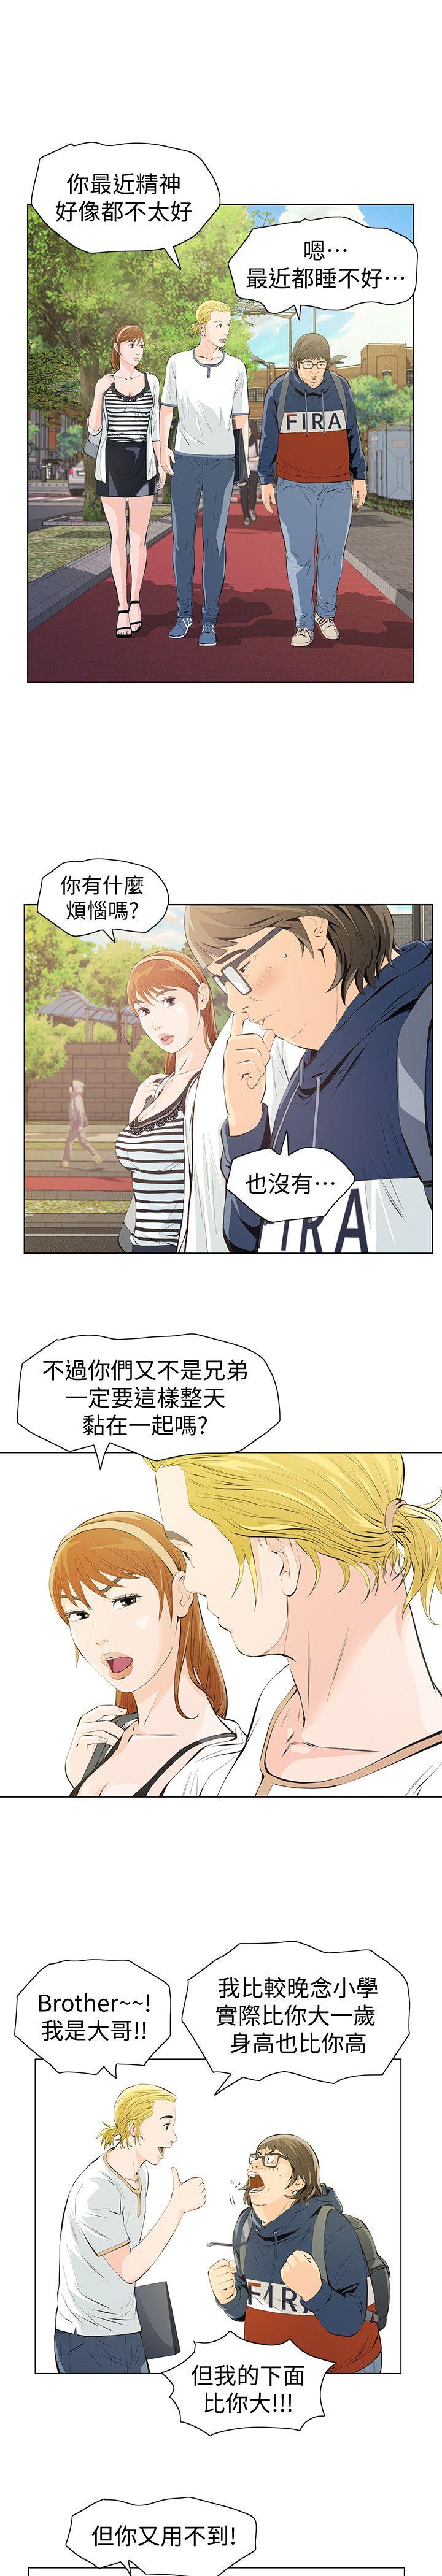 你最近精神
好像都不太好
嗯…
最近都睡不好…
FIRA
你有什麼
煩惱嗎?
也沒有…
IRA
不過你們又不是兄弟
一定要這樣整天
黏在一起嗎?
Brother~~!
我是大哥!!
我比較晚念小學
實際比你大一歲
身高也比你高
FIRA
但我的下面
比你大!!!
但你又用不到!